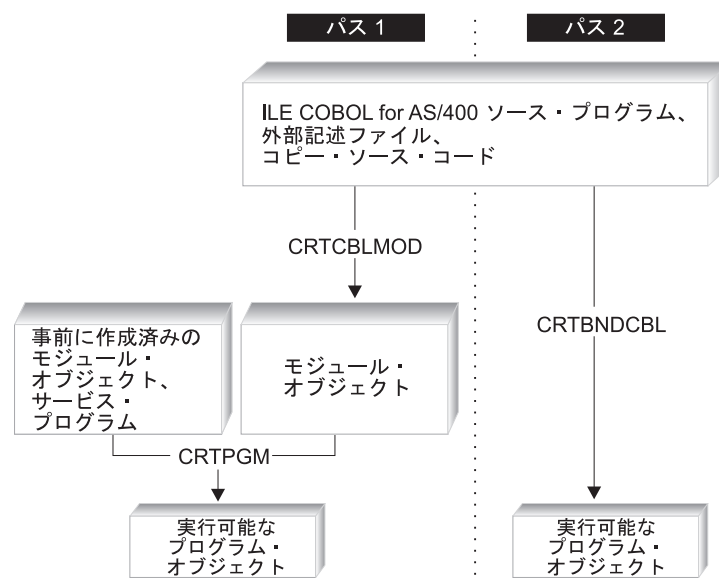 パス 1
パス 2
ILE COBOL for AS/400 ソース・プログラム、
外部記述ファイル、
コピー・ソース・コード
CRTCBLMOD
CRTBNDCBL
事前に作成済みの
モジュール・
オブジェクト、
サービス・
プログラム
モジュール・
オブジェクト
CRTPGM
実行可能な
プログラム・
オブジェクト
実行可能な
プログラム・
オブジェクト